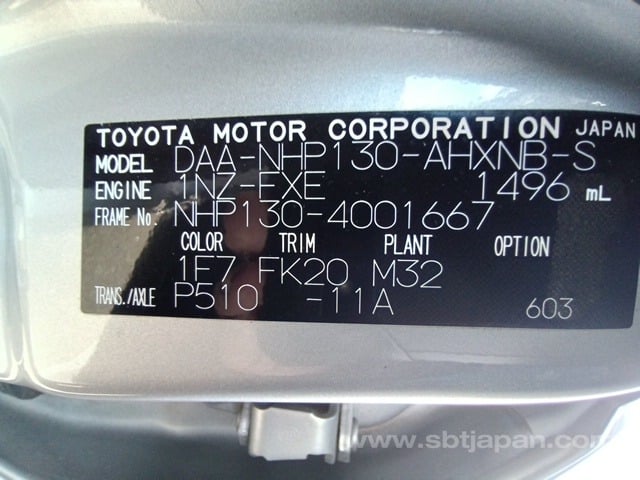 TOYOTA MOTOR CORPORATION JAPAN
MODEL DAA-NHP130-AHXNB-S
ENGINE 1NZ-FXE 1496 mL
FRAME No. NHP130-4001667
COLOR TRIM PLANT OPTION
1F7 FK20 M32
TRANS./AXLE P510 -11A 603
www.sbtjapan.com